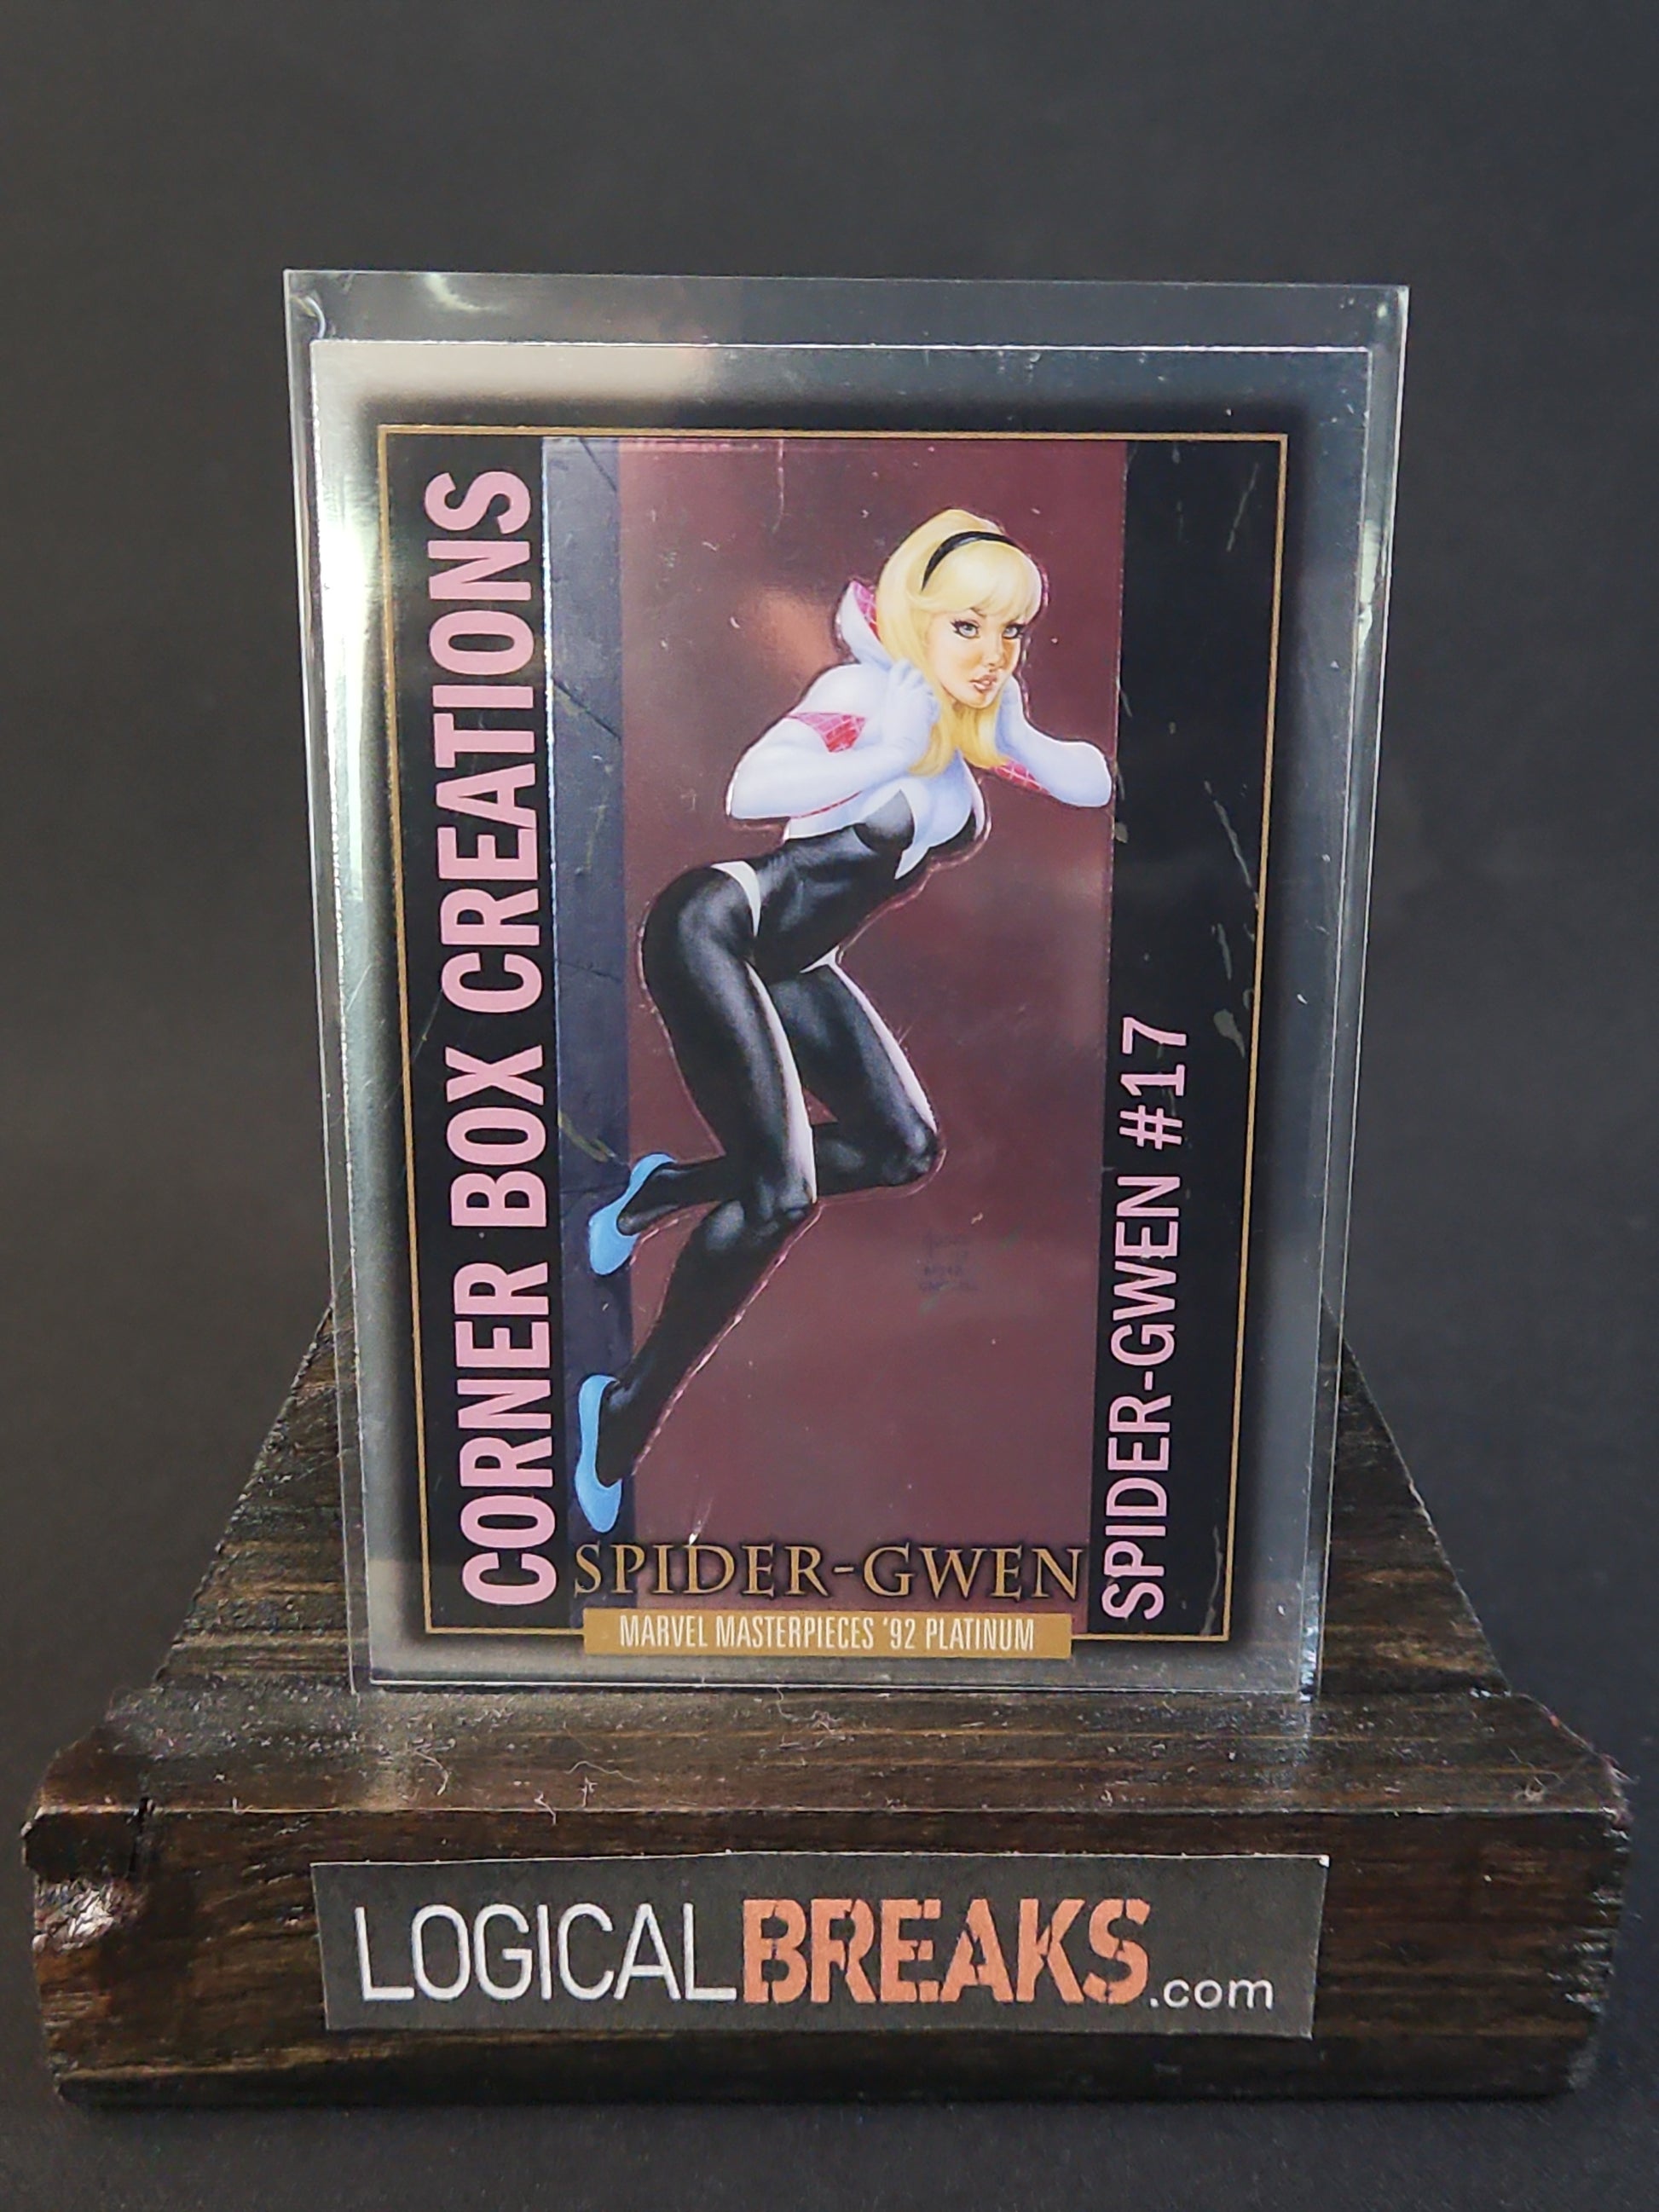 CORNER BOX CREATIONS
SPIDER-GWEN #17
SPIDER-GWEN
MARVEL MASTERPIECES '92 PLATINUM
LOGICALBREAKS.com